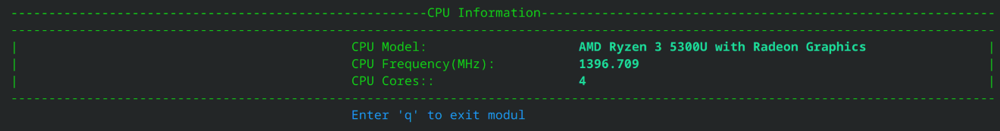 -------------------------------------------------------CPU Information------------------------------------------------------------
----------------------------------------------------------------------------------------------------------------------------------
| CPU Model: AMD Ryzen 3 5300U with Radeon Graphics |
| CPU Frequency(MHz): 1396.709 |
| CPU Cores:: 4 |
----------------------------------------------------------------------------------------------------------------------------------
Enter 'q' to exit modul